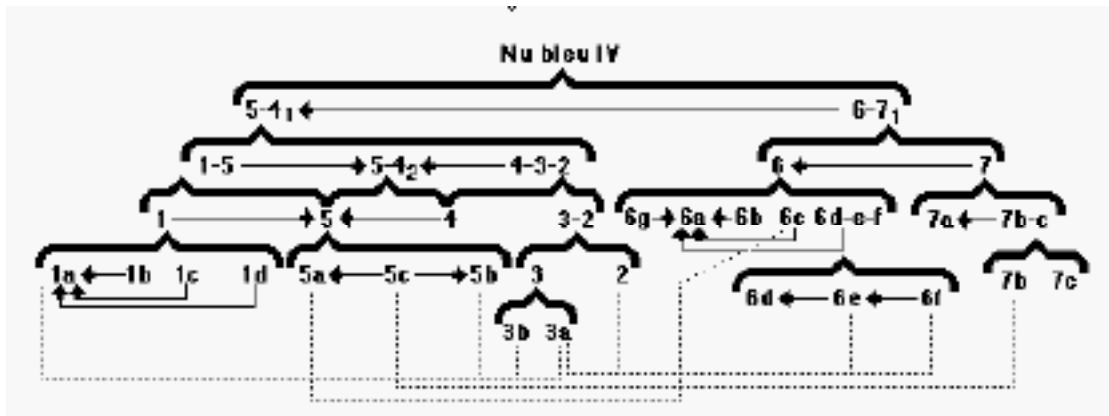 Nu bleu IV
5-4₁ 6-7₁
1-5 5-4₂ 4-3-2 6 7
1 5 4 3-2 6g 6a 6b 6c 6d-e-f 7a 7b-c
1a 1b 1c 1d 5a 5c 5b 3 2 7b 7c
6d 6e 6f
3b 3a